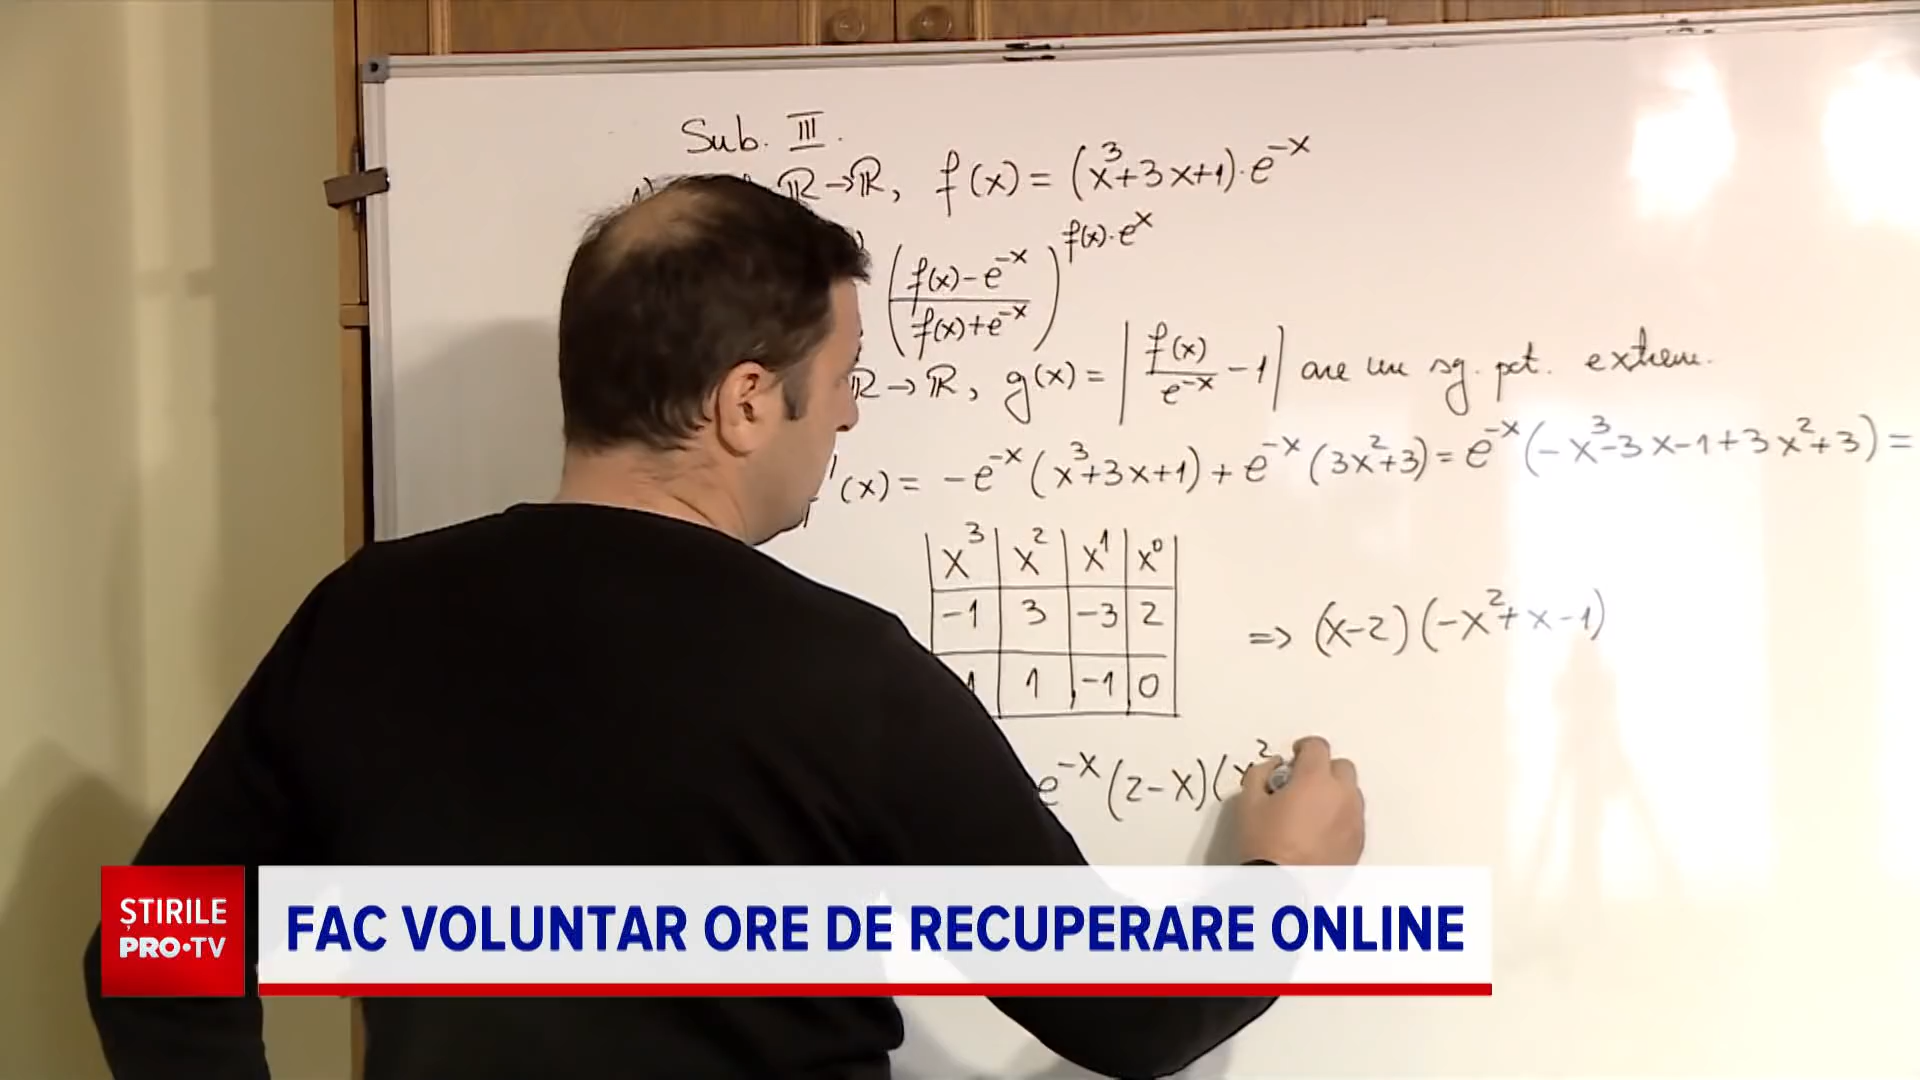 Sub. III.
1) ℝ→ℝ, f(x) = (x³+3x+1)·e⁻ˣ
((f(x)-e⁻ˣ)/(f(x)+e⁻ˣ))^(f(x)·eˣ)
ℝ→ℝ, g(x) = |f(x)/e⁻ˣ - 1| are un sg. pct. extrem.
f'(x) = -e⁻ˣ(x³+3x+1)+e⁻ˣ(3x²+3) = e⁻ˣ(-x³-3x-1+3x²+3) =
x³ x² x¹ x⁰
-1 3 -3 2
1 -1 0
=> (x-2)(-x²+x-1)
e⁻ˣ(2-x)(x²
ȘTIRILE
PRO•TV
FAC VOLUNTAR ORE DE RECUPERARE ONLINE